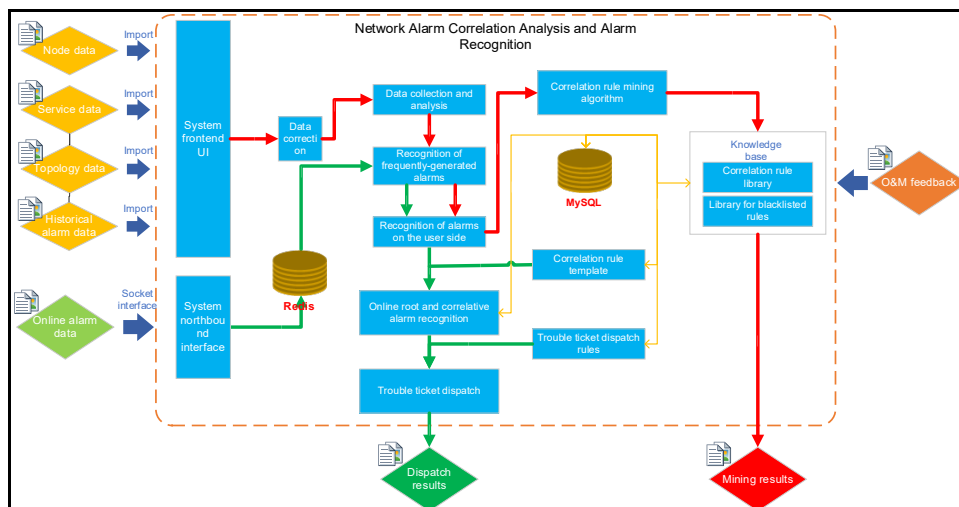 Network Alarm Correlation Analysis and Alarm
Recognition
Node data
Import
Service data
Import
Topology data
Import
Historical
alarm data
Import
Online alarm
data
Socket
interface
System
frontend
UI
System
northbou
nd
interface
Data
correcti
on
Redis
Data collection and
analysis
Recognition of
frequently-generated
alarms
Recognition of alarms
on the user side
Online root and correlative
alarm recognition
Trouble ticket dispatch
Correlation rule mining
algorithm
MySQL
Correlation rule
template
Trouble ticket dispatch
rules
Knowledge
base
Correlation rule
library
Library for blacklisted
rules
O&M feedback
Dispatch
results
Mining results